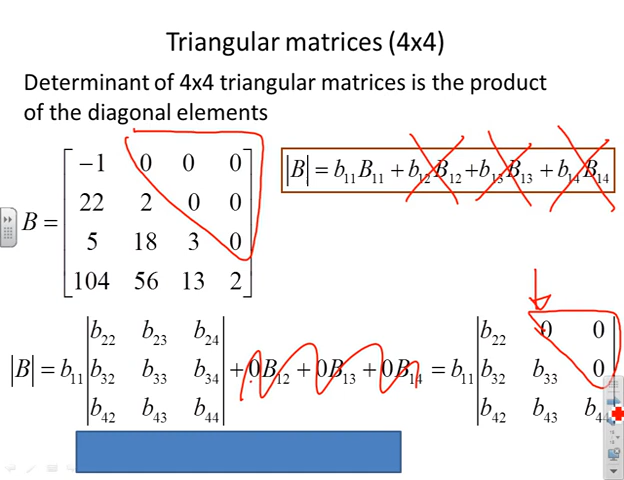 Triangular matrices (4x4)
Determinant of 4x4 triangular matrices is the product
of the diagonal elements
B = [ −1 0 0 0
22 2 0 0
5 18 3 0
104 56 13 2 ]
|B| = b₁₁B₁₁ + b₁₂B₁₂ + b₁₃B₁₃ + b₁₄B₁₄
|B| = b₁₁ | b₂₂ b₂₃ b₂₄
b₃₂ b₃₃ b₃₄
b₄₂ b₄₃ b₄₄ | + 0B₁₂ + 0B₁₃ + 0B₁₄ = b₁₁ | b₂₂ 0 0
b₃₂ b₃₃ 0
b₄₂ b₄₃ b₄₄ |